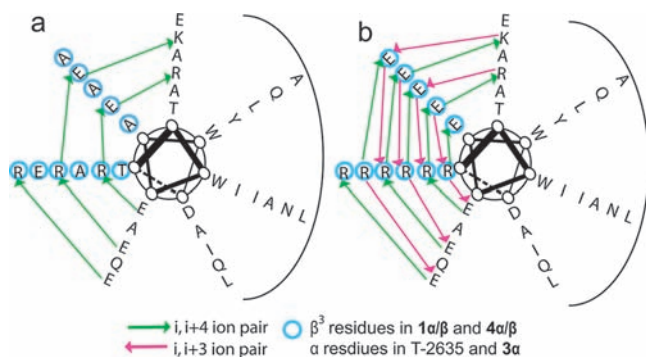 a
E
K
A
R
A
T
A E A E A
W Y L Q A
R E R A R T
W I I A N L
E A E Q E
D A I Q L
b
E
K
A
R
A
T
E E E E E
W Y L Q A
R R R R R R
W I I A N L
E A E Q E
D A I Q L
i, i+4 ion pair
i, i+3 ion pair
β³ residues in 1α/β and 4α/β
α resdiues in T-2635 and 3α